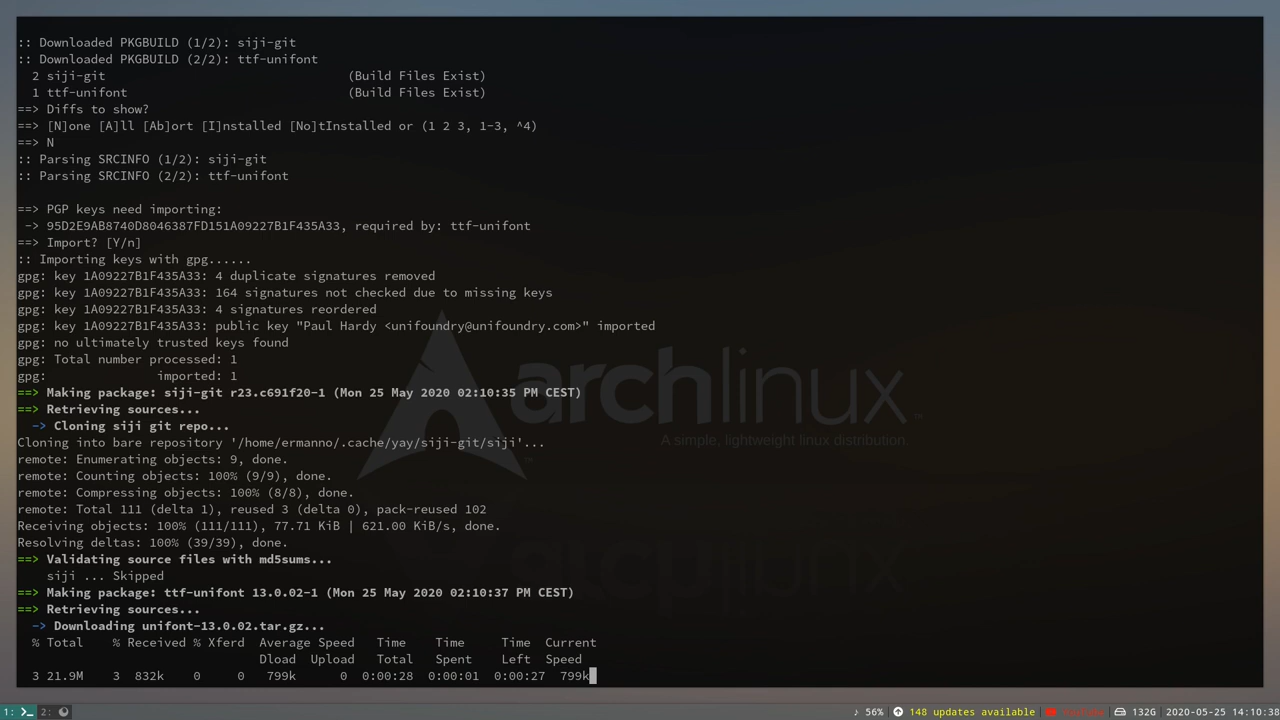 :: Downloaded PKGBUILD (1/2): siji-git
:: Downloaded PKGBUILD (2/2): ttf-unifont
  2 siji-git                                 (Build Files Exist)
  1 ttf-unifont                              (Build Files Exist)
==> Diffs to show?
==> [N]one [A]ll [Ab]ort [I]nstalled [No]tInstalled or (1 2 3, 1-3, ^4)
==> N
:: Parsing SRCINFO (1/2): siji-git
:: Parsing SRCINFO (2/2): ttf-unifont
==> PGP keys need importing:
 -> 95D2E9AB8740D8046387FD151A09227B1F435A33, required by: ttf-unifont
==> Import? [Y/n]
:: Importing keys with gpg......
gpg: key 1A09227B1F435A33: 4 duplicate signatures removed
gpg: key 1A09227B1F435A33: 164 signatures not checked due to missing keys
gpg: key 1A09227B1F435A33: 4 signatures reordered
gpg: key 1A09227B1F435A33: public key "Paul Hardy <unifoundry@unifoundry.com>" imported
gpg: no ultimately trusted keys found
gpg: Total number processed: 1
gpg:               imported: 1
==> Making package: siji-git r23.c691f20-1 (Mon 25 May 2020 02:10:35 PM CEST)
==> Retrieving sources...
  -> Cloning siji git repo...
Cloning into bare repository '/home/ermanno/.cache/yay/siji-git/siji'...
remote: Enumerating objects: 9, done.
remote: Counting objects: 100% (9/9), done.
remote: Compressing objects: 100% (8/8), done.
remote: Total 111 (delta 1), reused 3 (delta 0), pack-reused 102
Receiving objects: 100% (111/111), 77.71 KiB | 621.00 KiB/s, done.
Resolving deltas: 100% (39/39), done.
==> Validating source files with md5sums...
    siji ... Skipped
==> Making package: ttf-unifont 13.0.02-1 (Mon 25 May 2020 02:10:37 PM CEST)
==> Retrieving sources...
  -> Downloading unifont-13.0.02.tar.gz...
  % Total    % Received % Xferd  Average Speed   Time    Time     Time  Current
                                 Dload  Upload   Total   Spent    Left  Speed
  3 21.9M    3  832k    0     0   799k      0  0:00:28  0:00:01  0:00:27  799k
archlinux™
A simple, lightweight linux distribution.
1: 2: 56% 148 updates available 132G 2020-05-25 14:10:38